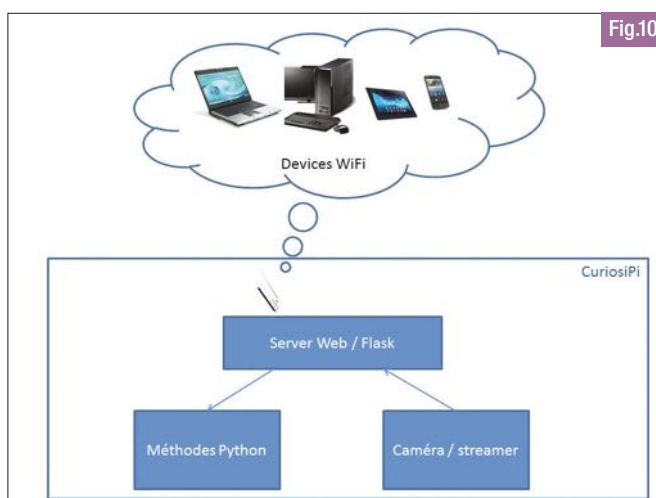 Fig.10
Devices WiFi
CuriosiPi
Server Web / Flask
Méthodes Python
Caméra / streamer